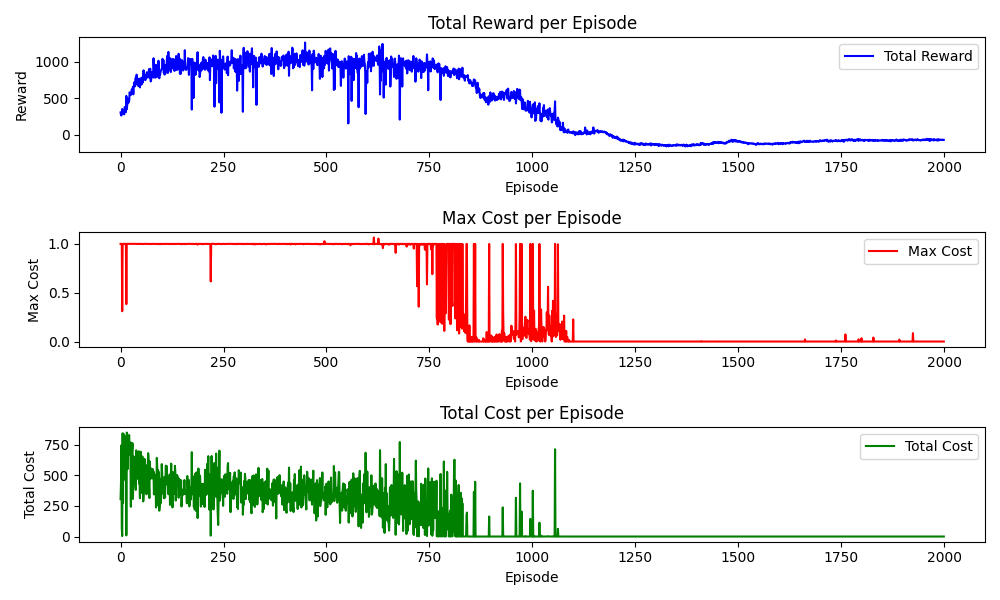 Total Reward per Episode
Reward
1000
500
0
Total Reward
0 250 500 750 1000 1250 1500 1750 2000
Episode
Max Cost per Episode
Max Cost
1.0
0.5
0.0
Max Cost
0 250 500 750 1000 1250 1500 1750 2000
Episode
Total Cost per Episode
Total Cost
750
500
250
0
Total Cost
0 250 500 750 1000 1250 1500 1750 2000
Episode